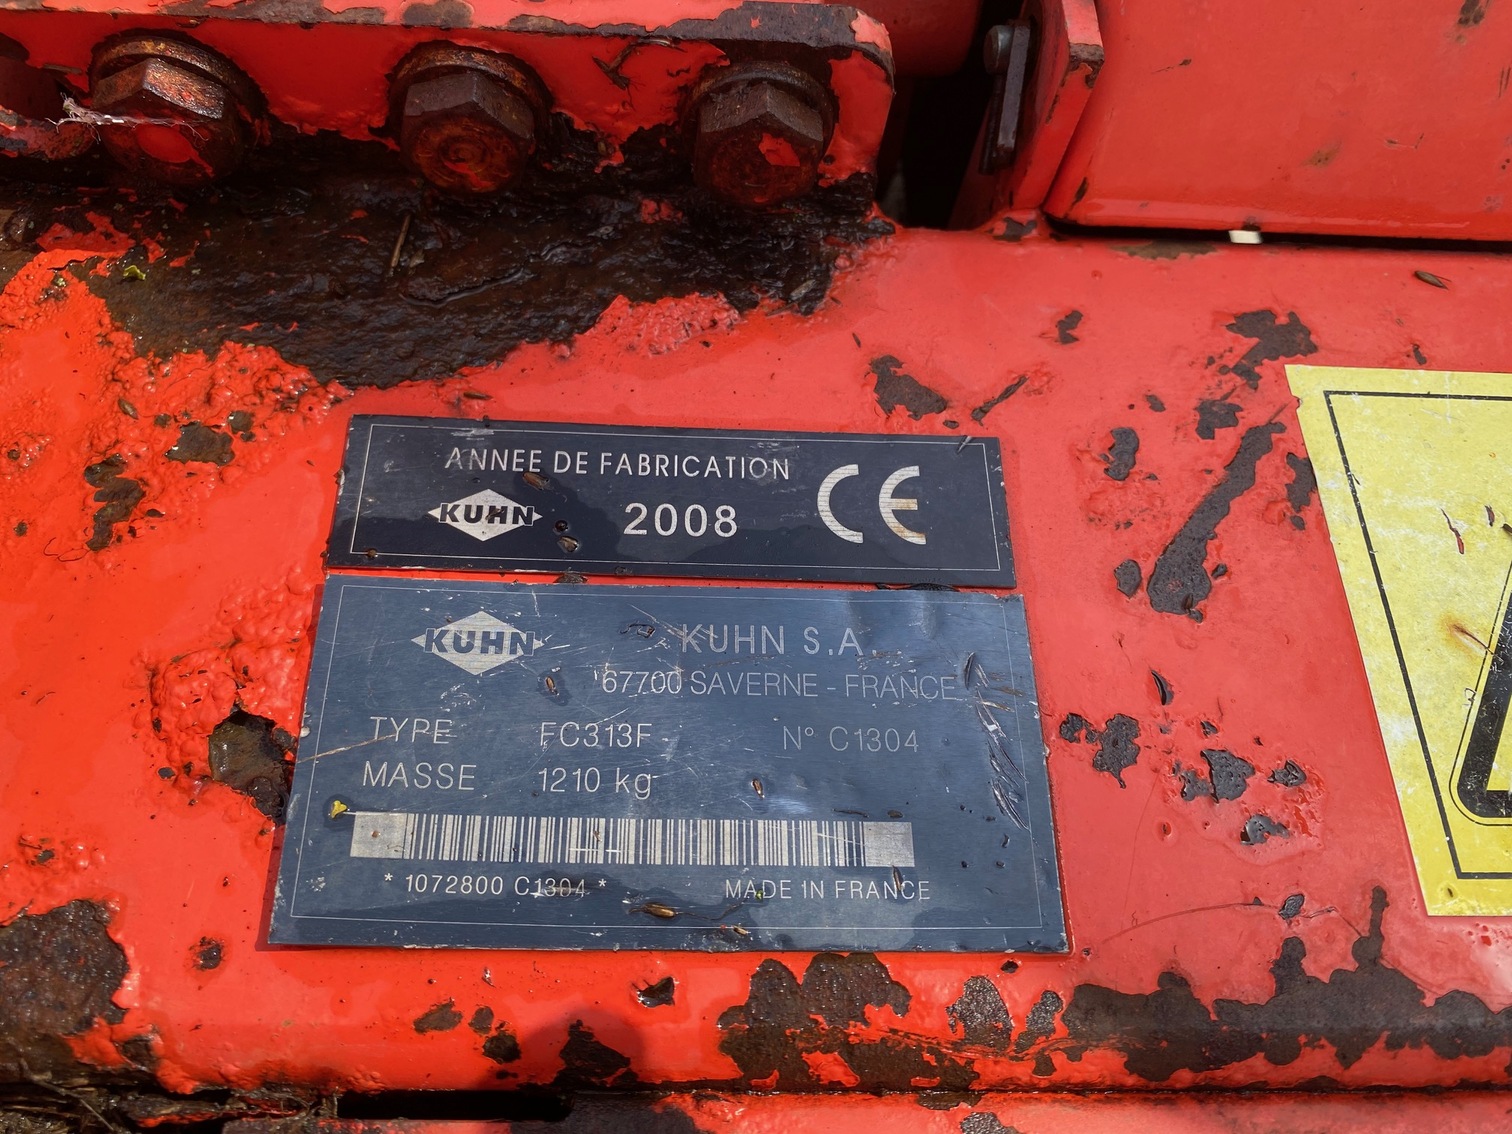 ANNEE DE FABRICATION
KUHN
2008
CE
KUHN
KUHN S.A.
67700 SAVERNE - FRANCE
TYPE FC313F N° C1304
MASSE 1210 kg
* 1072800 C1304 *
MADE IN FRANCE